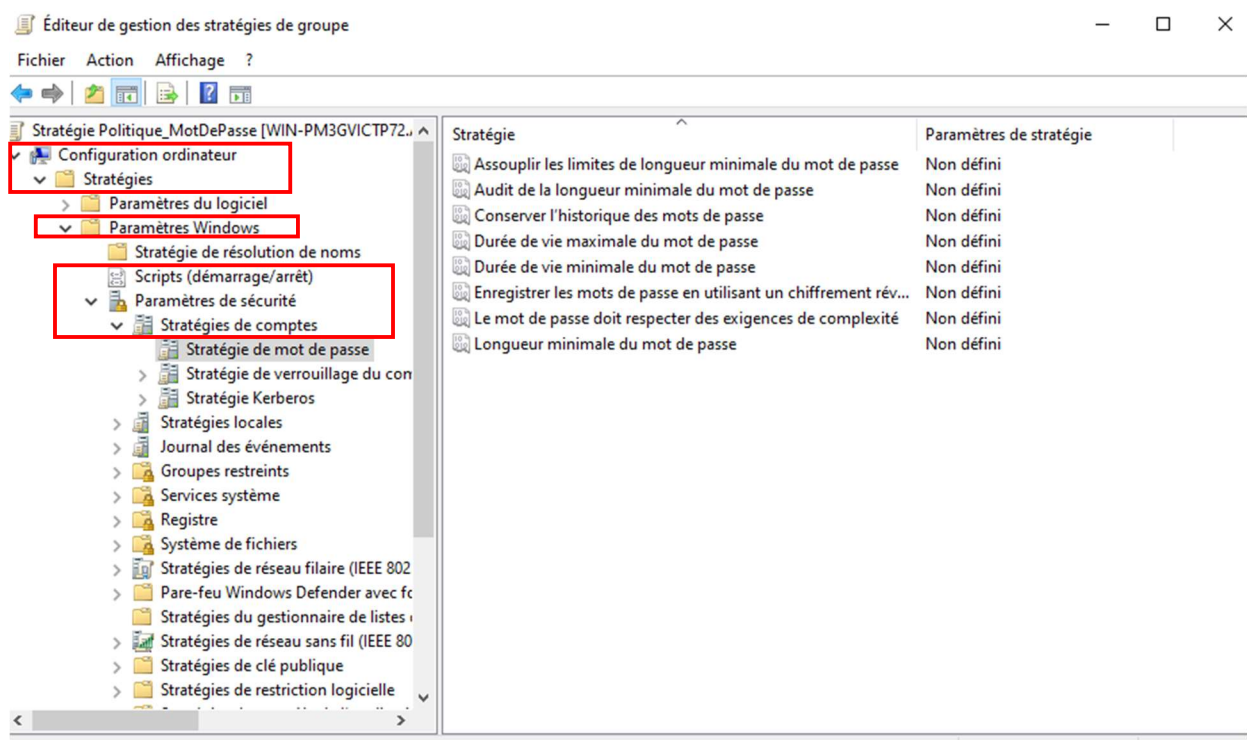 Éditeur de gestion des stratégies de groupe
Fichier Action Affichage ?
Stratégie Politique_MotDePasse [WIN-PM3GVICTP72.
Configuration ordinateur
Stratégies
Paramètres du logiciel
Paramètres Windows
Stratégie de résolution de noms
Scripts (démarrage/arrêt)
Paramètres de sécurité
Stratégies de comptes
Stratégie de mot de passe
Stratégie de verrouillage du com
Stratégie Kerberos
Stratégies locales
Journal des événements
Groupes restreints
Services système
Registre
Système de fichiers
Stratégies de réseau filaire (IEEE 802
Pare-feu Windows Defender avec fo
Stratégies du gestionnaire de listes
Stratégies de réseau sans fil (IEEE 80
Stratégies de clé publique
Stratégies de restriction logicielle
Stratégie Paramètres de stratégie
Assouplir les limites de longueur minimale du mot de passe Non défini
Audit de la longueur minimale du mot de passe Non défini
Conserver l'historique des mots de passe Non défini
Durée de vie maximale du mot de passe Non défini
Durée de vie minimale du mot de passe Non défini
Enregistrer les mots de passe en utilisant un chiffrement rév... Non défini
Le mot de passe doit respecter des exigences de complexité Non défini
Longueur minimale du mot de passe Non défini